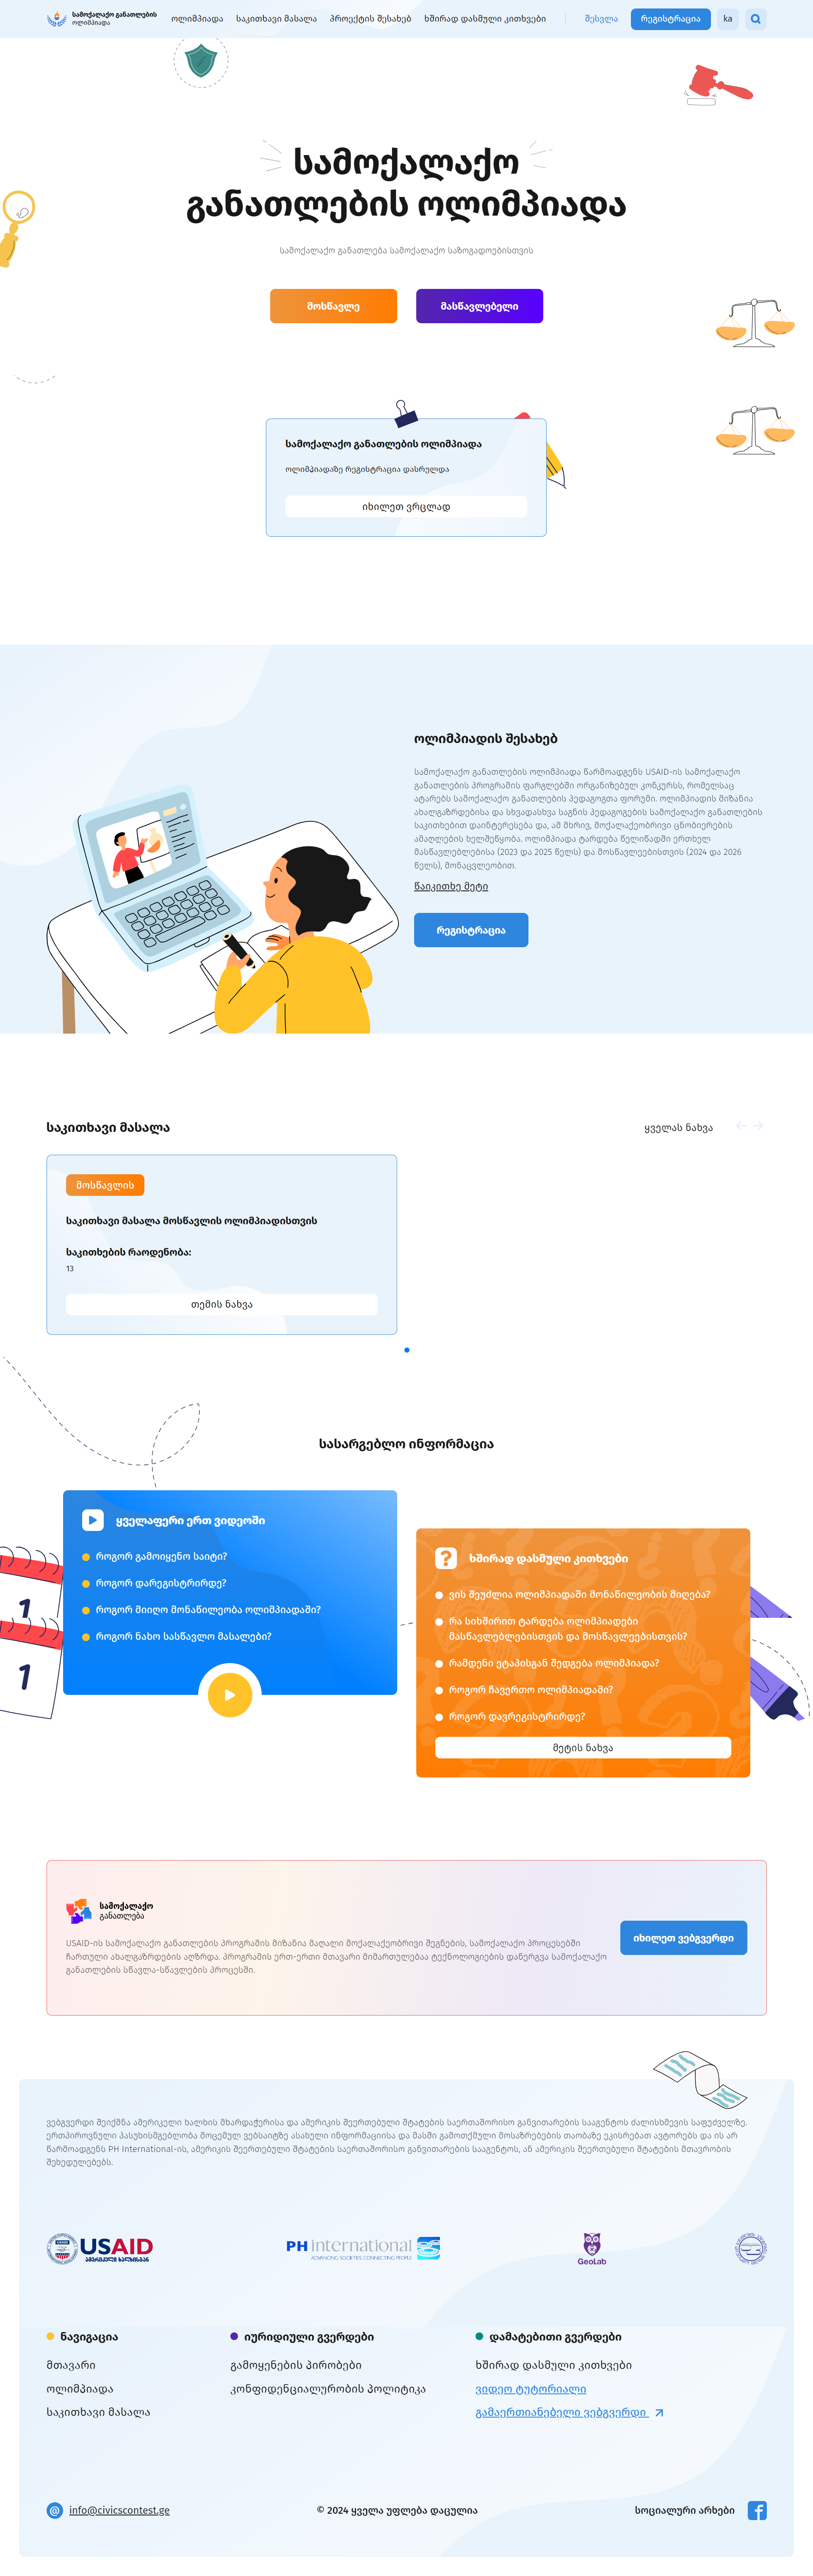 სამოქალაქო განათლების
ოლიმპიადა
ოლიმპიადა
საკითხავი მასალა
პროექტის შესახებ
ხშირად დასმული კითხვები
შესვლა
რეგისტრაცია
ka
სამოქალაქო
განათლების ოლიმპიადა
სამოქალაქო განათლება სამოქალაქო საზოგადოებისთვის
მოსწავლე
მასწავლებელი
სამოქალაქო განათლების ოლიმპიადა
ოლიმპიადაზე რეგისტრაცია დასრულდა
იხილეთ ვრცლად
ოლიმპიადის შესახებ
სამოქალაქო განათლების ოლიმპიადა წარმოადგენს USAID-ის სამოქალაქო
განათლების პროგრამის ფარგლებში ორგანიზებულ კონკურსს, რომელსაც
ატარებს სამოქალაქო განათლების პედაგოგთა ფორუმი. ოლიმპიადის მიზანია
ახალგაზრდებისა და სხვადასხვა საგნის პედაგოგების სამოქალაქო განათლების
საკითხებით დაინტერესება და, ამ მხრივ, მოქალაქეობრივი ცნობიერების
ამაღლების ხელშეწყობა. ოლიმპიადა ტარდება წელიწადში ერთხელ
მასწავლებლებისა (2023 და 2025 წელს) და მოსწავლეებისთვის (2024 და 2026
წელს), მონაცვლეობით.
წაიკითხე მეტი
რეგისტრაცია
საკითხავი მასალა
ყველას ნახვა
მოსწავლის
საკითხავი მასალა მოსწავლის ოლიმპიადისთვის
საკითხების რაოდენობა:
13
თემის ნახვა
სასარგებლო ინფორმაცია
ყველაფერი ერთ ვიდეოში
როგორ გამოიყენო საიტი?
როგორ დარეგისტრირდე?
როგორ მიიღო მონაწილეობა ოლიმპიადაში?
როგორ ნახო სასწავლო მასალები?
1
1
ხშირად დასმული კითხვები
ვის შეუძლია ოლიმპიადაში მონაწილეობის მიღება?
რა სიხშირით ტარდება ოლიმპიადები
მასწავლებლებისთვის და მოსწავლეებისთვის?
რამდენი ეტაპისგან შედგება ოლიმპიადა?
როგორ ჩავერთო ოლიმპიადაში?
როგორ დავრეგისტრირდე?
მეტის ნახვა
სამოქალაქო
განათლება
USAID-ის სამოქალაქო განათლების პროგრამის მიზანია მაღალი მოქალაქეობრივი შეგნების, სამოქალაქო პროცესებში
ჩართული ახალგაზრდების აღზრდა. პროგრამის ერთ-ერთი მთავარი მიმართულებაა ტექნოლოგიების დანერგვა სამოქალაქო
განათლების სწავლა-სწავლების პროცესში.
იხილეთ ვებგვერდი
ვებგვერდი შეიქმნა ამერიკელი ხალხის მხარდაჭერისა და ამერიკის შეერთებული შტატების საერთაშორისო განვითარების სააგენტოს ძალისხმევის საფუძველზე.
ერთპიროვნული პასუხისმგებლობა მოცემულ ვებსაიტზე ასახული ინფორმაციისა და მასში გამოთქმული მოსაზრებების თაობაზე ეკისრებათ ავტორებს და ის არ
წარმოადგენს PH International-ის, ამერიკის შეერთებული შტატების საერთაშორისო განვითარების სააგენტოს, ან ამერიკის შეერთებული შტატების მთავრობის
შეხედულებებს.
USAID
ამერიკელი ხალხისგან
PH international
ADVANCING SOCIETIES, CONNECTING PEOPLE
GeoLab
ნავიგაცია
მთავარი
ოლიმპიადა
საკითხავი მასალა
იურიდიული გვერდები
გამოყენების პირობები
კონფიდენციალურობის პოლიტიკა
დამატებითი გვერდები
ხშირად დასმული კითხვები
ვიდეო ტუტორიალი
გამაერთიანებელი ვებგვერდი
info@civicscontest.ge
© 2024 ყველა უფლება დაცულია
სოციალური არხები